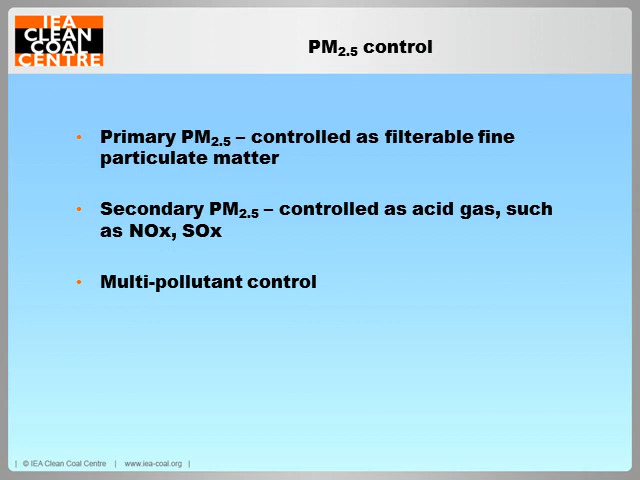 IEA
CLEAN
COAL
CENTRE
PM2.5 control
• Primary PM2.5 – controlled as filterable fine
particulate matter
• Secondary PM2.5 – controlled as acid gas, such
as NOx, SOx
• Multi-pollutant control
| © IEA Clean Coal Centre | www.iea-coal.org |